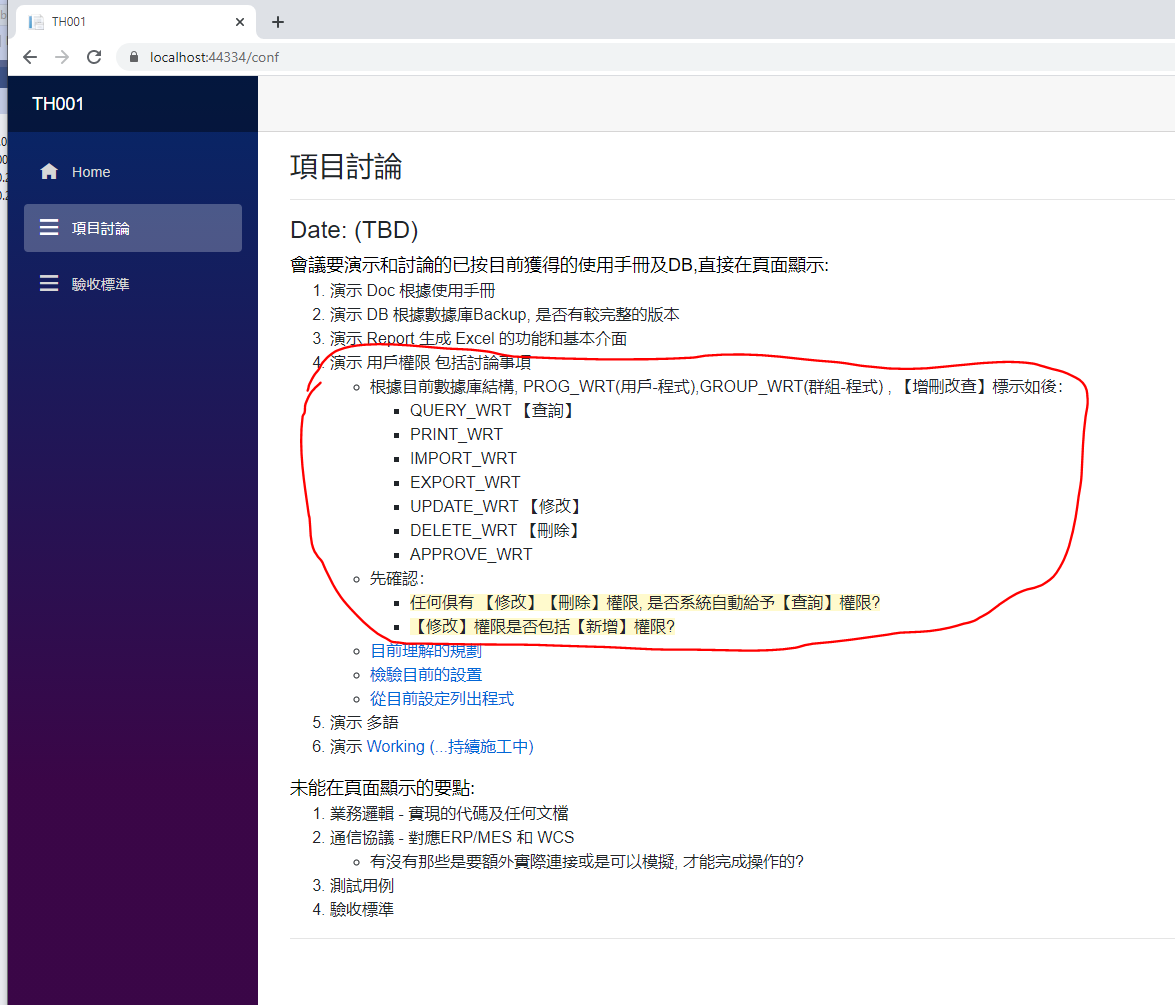 TH001
localhost:44334/conf
TH001
Home
項目討論
驗收標準
項目討論
Date: (TBD)
會議要演示和討論的已按目前獲得的使用手冊及DB,直接在頁面顯示:
1. 演示 Doc 根據使用手冊
2. 演示 DB 根據數據庫Backup, 是否有較完整的版本
3. 演示 Report 生成 Excel 的功能和基本介面
4. 演示 用戶權限 包括討論事項
根據目前數據庫結構, PROG_WRT(用戶-程式),GROUP_WRT(群組-程式) , 【增刪改查】標示如後:
QUERY_WRT 【查詢】
PRINT_WRT
IMPORT_WRT
EXPORT_WRT
UPDATE_WRT 【修改】
DELETE_WRT 【刪除】
APPROVE_WRT
先確認:
任何俱有 【修改】【刪除】權限, 是否系統自動給予【查詢】權限?
【修改】權限是否包括【新增】權限?
目前理解的規劃
檢驗目前的設置
從目前設定列出程式
5. 演示 多語
6. 演示 Working (...持續施工中)
未能在頁面顯示的要點:
1. 業務邏輯 - 實現的代碼及任何文檔
2. 通信協議 - 對應ERP/MES 和 WCS
有沒有那些是要額外實際連接或是可以模擬, 才能完成操作的?
3. 測試用例
4. 驗收標準